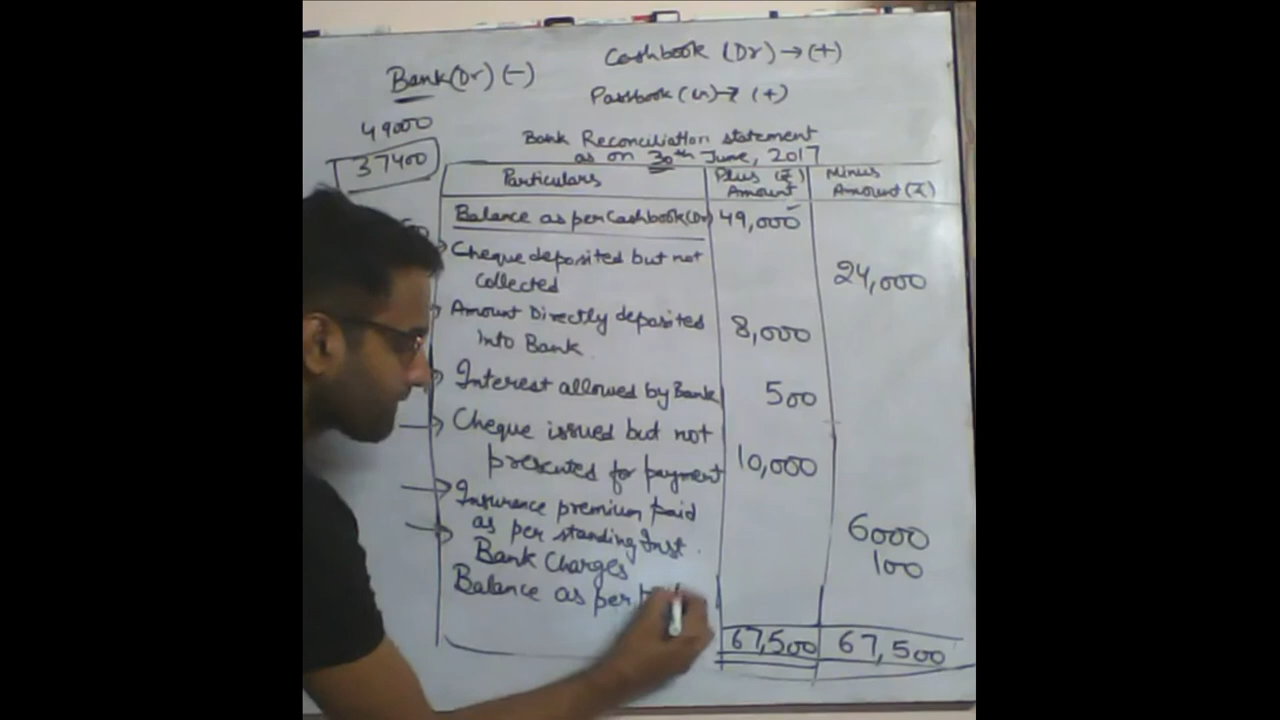 Cashbook (Dr) → (+)
Bank (Dr) (-)
Passbook (Cr) → (+)
49000
37400
Bank Reconciliation statement
as on 30th June, 2017
Particulars
Plus (₹)
Amount
Minus
Amount (₹)
Balance as per Cashbook (Dr) 49,000
Cheque deposited but not
collected 24,000
Amount Directly deposited
into Bank 8,000
Interest allowed by Bank 500
Cheque issued but not
presented for payment 10,000
Insurance premium paid
as per standing Inst. 6000
Bank Charges 100
Balance as per
67,500 67,500